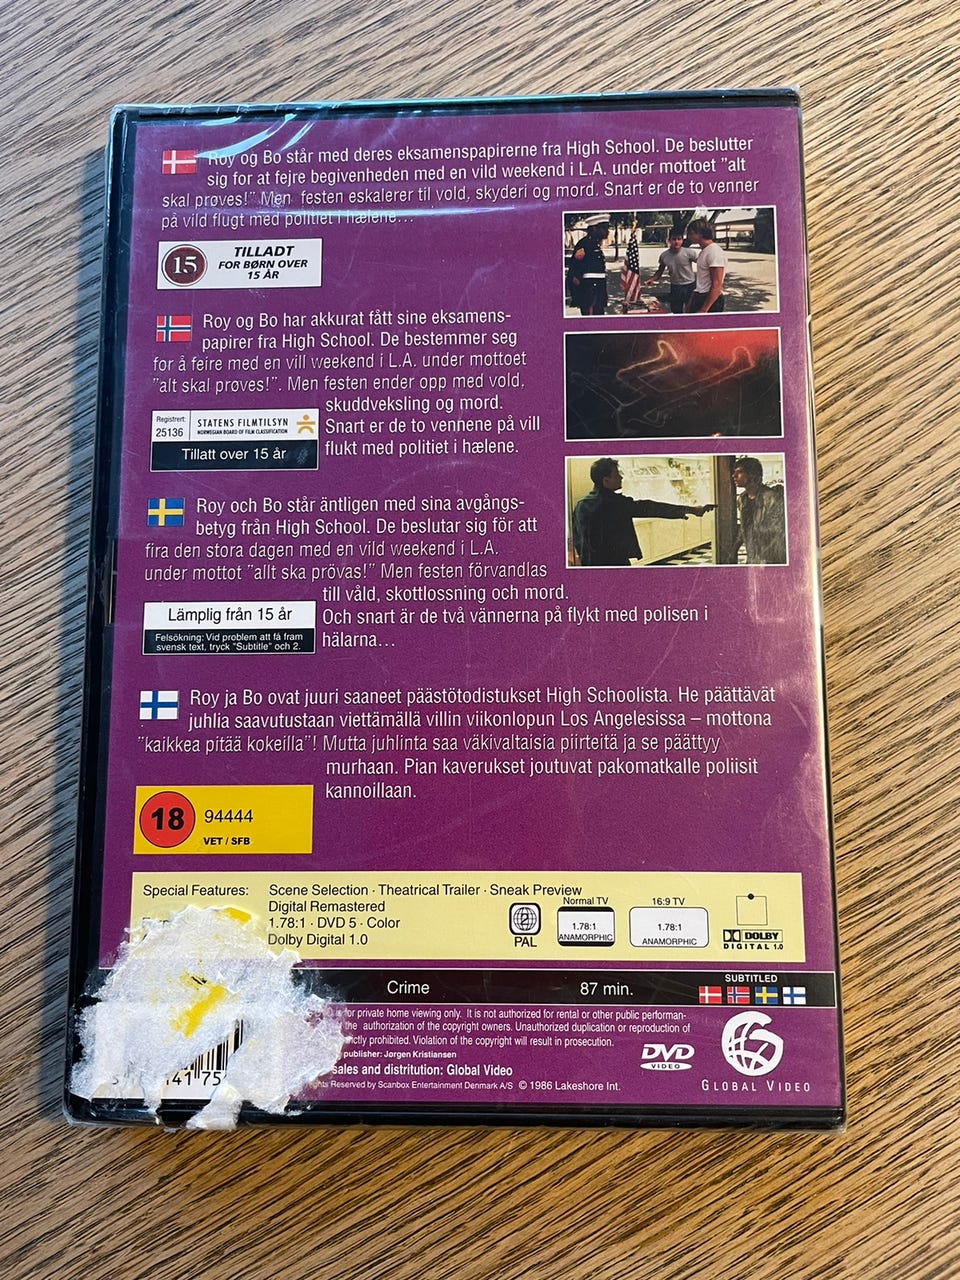 Roy og Bo står med deres eksamenspapirerne fra High School. De beslutter
sig for at fejre begivenheden med en vild weekend i L.A. under mottoet "alt
skal prøves!" Men festen eskalerer til vold, skyderi og mord. Snart er de to venner
på vild flugt med politiet i hælene...
15
TILLADT
FOR BØRN OVER
15 ÅR
Roy og Bo har akkurat fått sine eksamens-
papirer fra High School. De bestemmer seg
for å feire med en vill weekend i L.A. under mottoet
"alt skal prøves!". Men festen ender opp med vold,
skuddveksling og mord.
Snart er de to vennene på vill
flukt med politiet i hælene.
Registrert:
25136
STATENS FILMTILSYN
NORWEGIAN BOARD OF FILM CLASSIFICATION
Tillatt over 15 år
Roy och Bo står äntligen med sina avgångs-
betyg från High School. De beslutar sig för att
fira den stora dagen med en vild weekend i L.A.
under mottot "allt ska prövas!" Men festen förvandlas
till våld, skottlossning och mord.
Och snart är de två vännerna på flykt med polisen i
hälarna...
Lämplig från 15 år
Felsökning: Vid problem att få fram
svensk text, tryck "Subtitle" och 2.
Roy ja Bo ovat juuri saaneet päästötodistukset High Schoolista. He päättävät
juhlia saavutustaan viettämällä villin viikonlopun Los Angelesissa – mottona
"kaikkea pitää kokeilla"! Mutta juhlinta saa väkivaltaisia piirteitä ja se päättyy
murhaan. Pian kaverukset joutuvat pakomatkalle poliisit
kannoillaan.
18
94444
VET / SFB
Special Features: Scene Selection · Theatrical Trailer · Sneak Preview
Digital Remastered
1.78:1 · DVD 5 · Color
Dolby Digital 1.0
2
PAL
Normal TV
1.78:1
ANAMORPHIC
16:9 TV
1.78:1
ANAMORPHIC
DOLBY
DIGITAL 1.0
Crime
87 min.
SUBTITLED
is for private home viewing only. It is not authorized for rental or other public performan-
the authorization of the copyright owners. Unauthorized duplication or reproduction of
prohibited. Violation of the copyright will result in prosecution.
publisher: Jørgen Kristiansen
sales and distribution: Global Video
Reserved by Scanbox Entertainment Denmark A/S © 1986 Lakeshore Int.
DVD
VIDEO
GLOBAL VIDEO